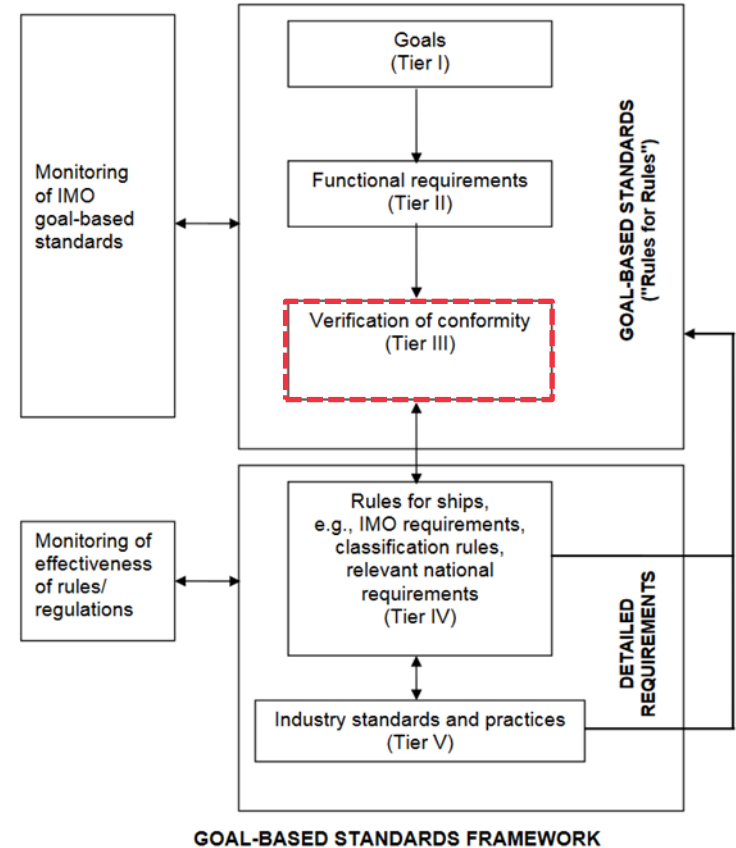 Goals
(Tier I)
Monitoring
of IMO
goal-based
standards
Functional requirements
(Tier II)
GOAL-BASED STANDARDS
("Rules for Rules")
Verification of conformity
(Tier III)
Rules for ships,
e.g., IMO requirements,
classification rules,
relevant national
requirements
(Tier IV)
Monitoring of
effectiveness
of rules/
regulations
DETAILED
REQUIREMENTS
Industry standards and practices
(Tier V)
GOAL-BASED STANDARDS FRAMEWORK